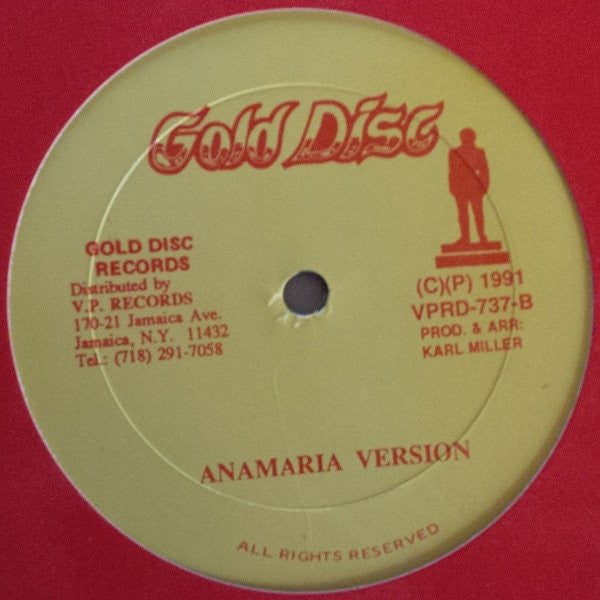 Gold Disc
GOLD DISC
RECORDS
Distributed by
V.P. RECORDS
170-21 Jamaica Ave.
Jamaica, N.Y. 11432
Tel.: (718) 291-7058
(C)(P) 1991
VPRD-737-B
PROD. & ARR:
KARL MILLER
ANAMARIA VERSION
ALL RIGHTS RESERVED